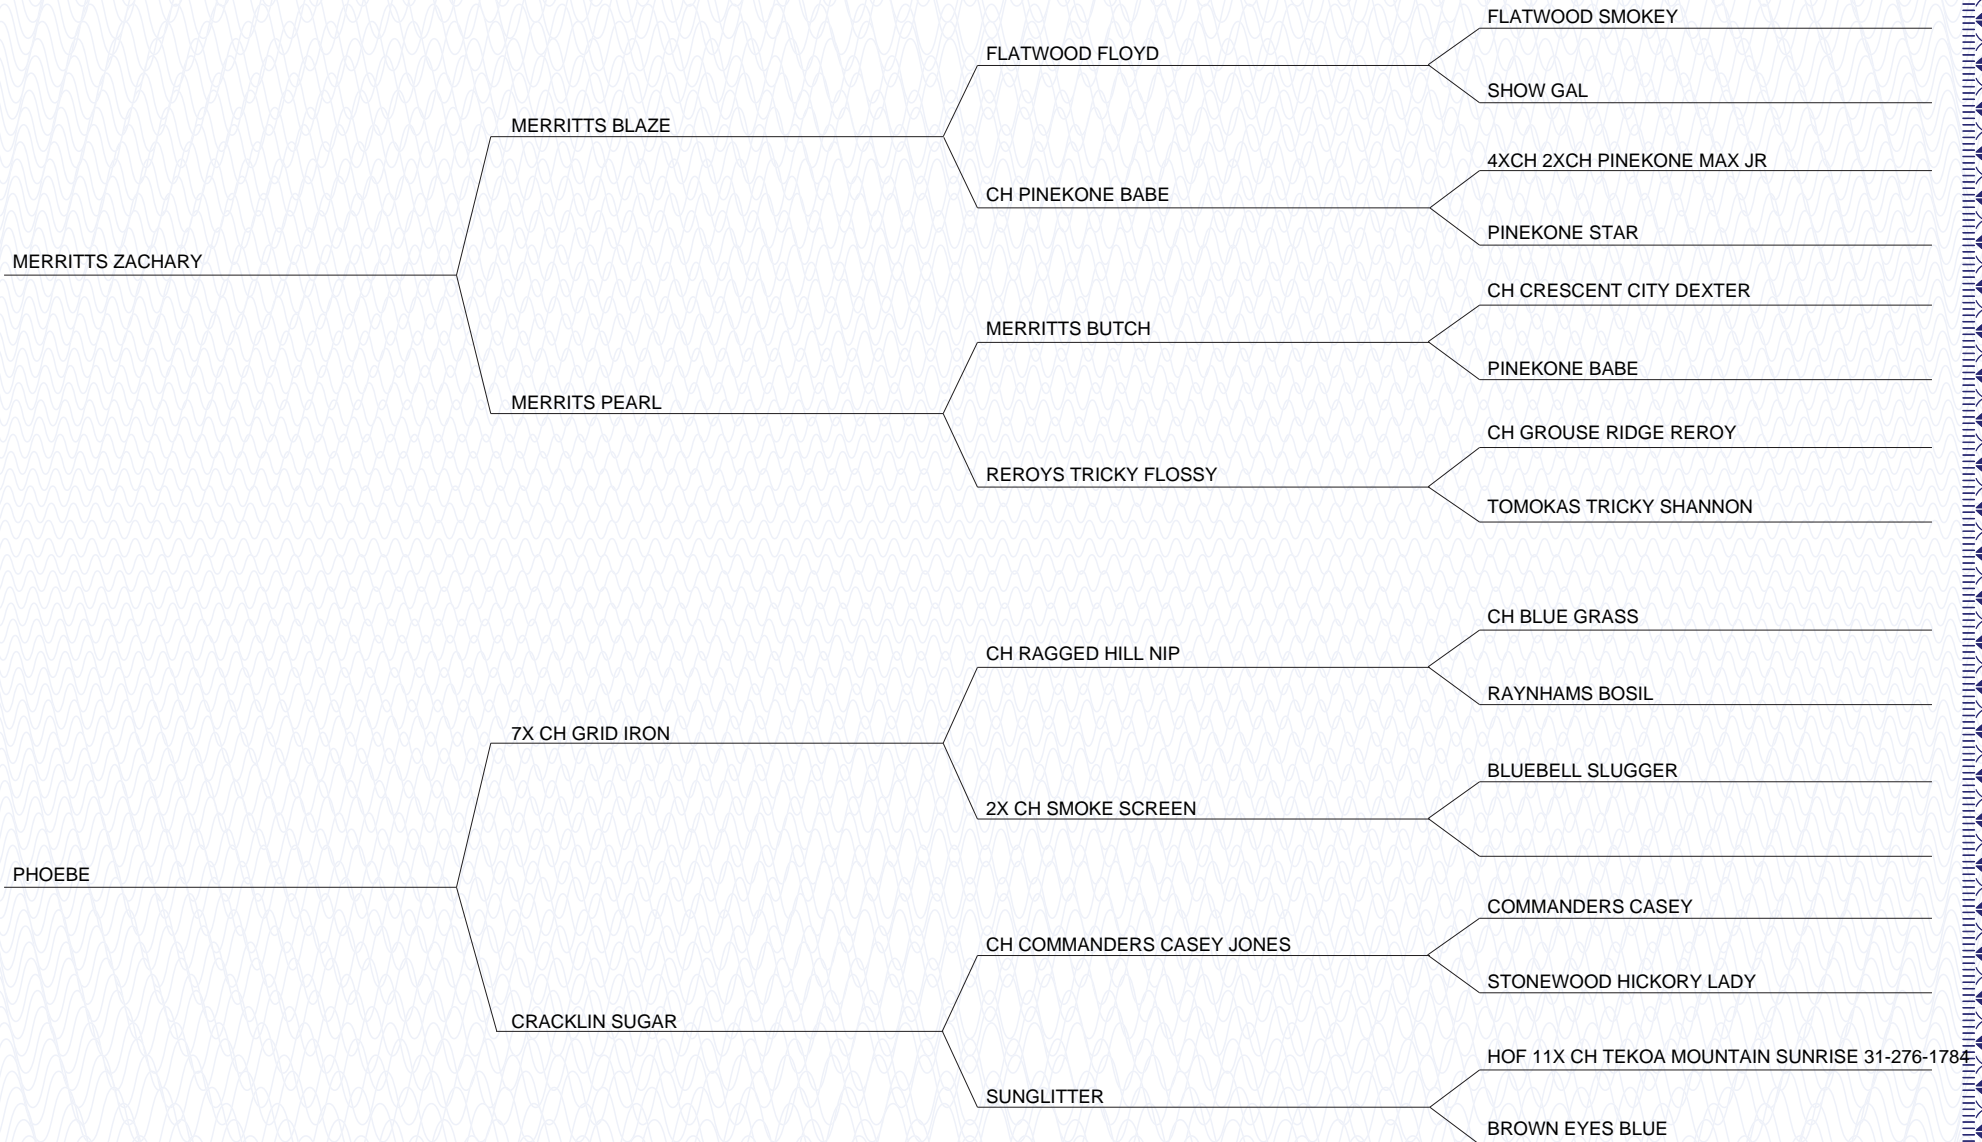 FLATWOOD SMOKEY
FLATWOOD FLOYD
SHOW GAL
MERRITTS BLAZE
4XCH 2XCH PINEKONE MAX JR
CH PINEKONE BABE
PINEKONE STAR
MERRITTS ZACHARY
CH CRESCENT CITY DEXTER
MERRITTS BUTCH
PINEKONE BABE
MERRITS PEARL
CH GROUSE RIDGE REROY
REROYS TRICKY FLOSSY
TOMOKAS TRICKY SHANNON
CH BLUE GRASS
CH RAGGED HILL NIP
RAYNHAMS BOSIL
7X CH GRID IRON
BLUEBELL SLUGGER
2X CH SMOKE SCREEN
PHOEBE
COMMANDERS CASEY
CH COMMANDERS CASEY JONES
STONEWOOD HICKORY LADY
CRACKLIN SUGAR
HOF 11X CH TEKOA MOUNTAIN SUNRISE 31-276-1784
SUNGLITTER
BROWN EYES BLUE